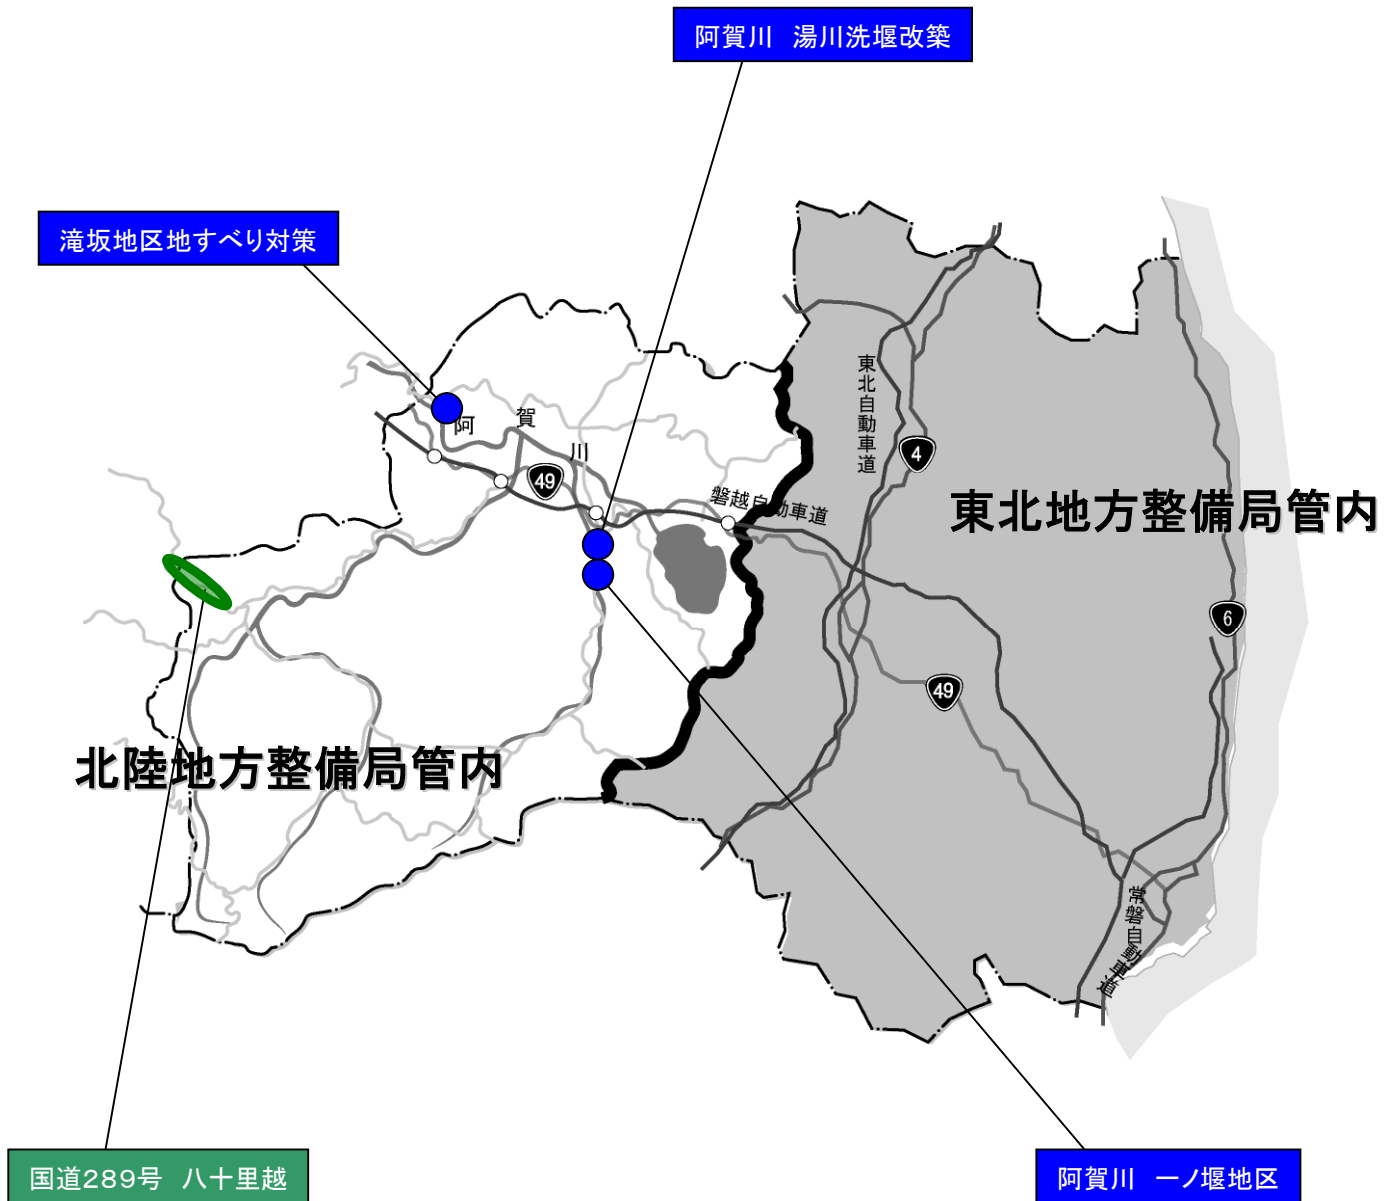 阿賀川　湯川洗堰改築
滝坂地区地すべり対策
東北自動車道
阿賀川
4
49
磐越自動車道
東北地方整備局管内
6
49
北陸地方整備局管内
常磐自動車道
国道289号　八十里越
阿賀川　一ノ堰地区